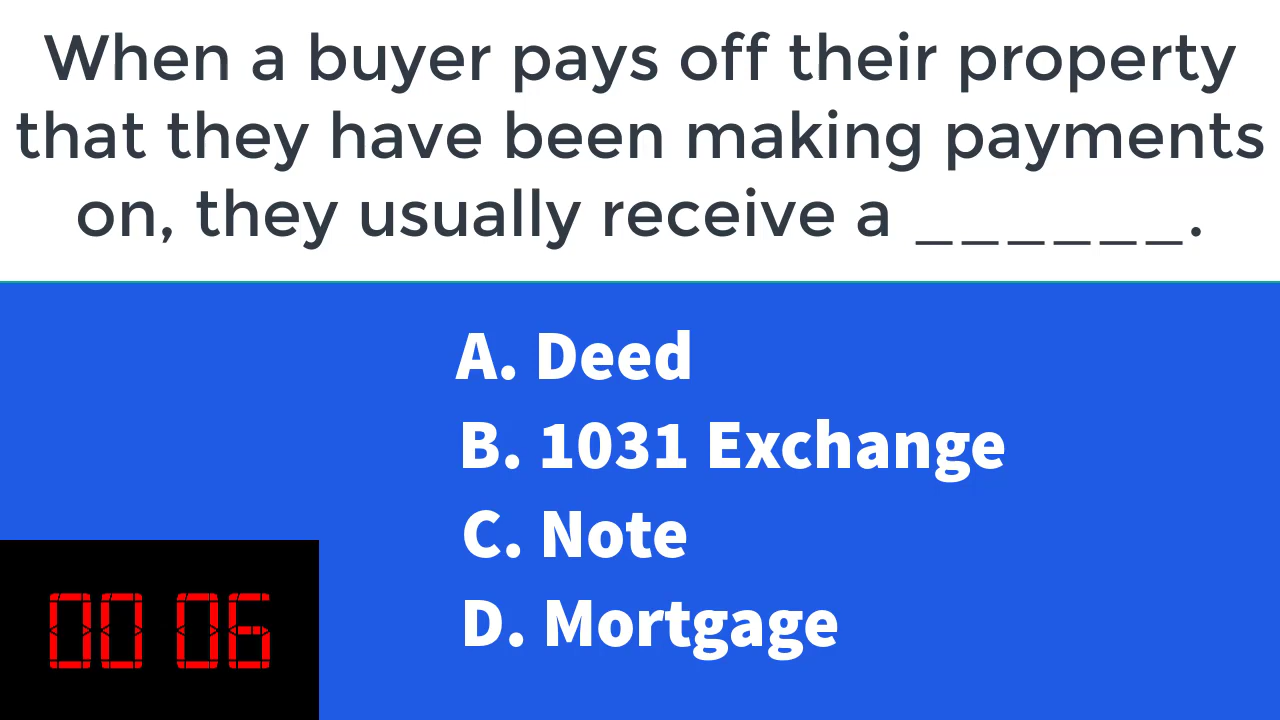 When a buyer pays off their property
that they have been making payments
on, they usually receive a ______.
A. Deed
B. 1031 Exchange
C. Note
D. Mortgage
00 06